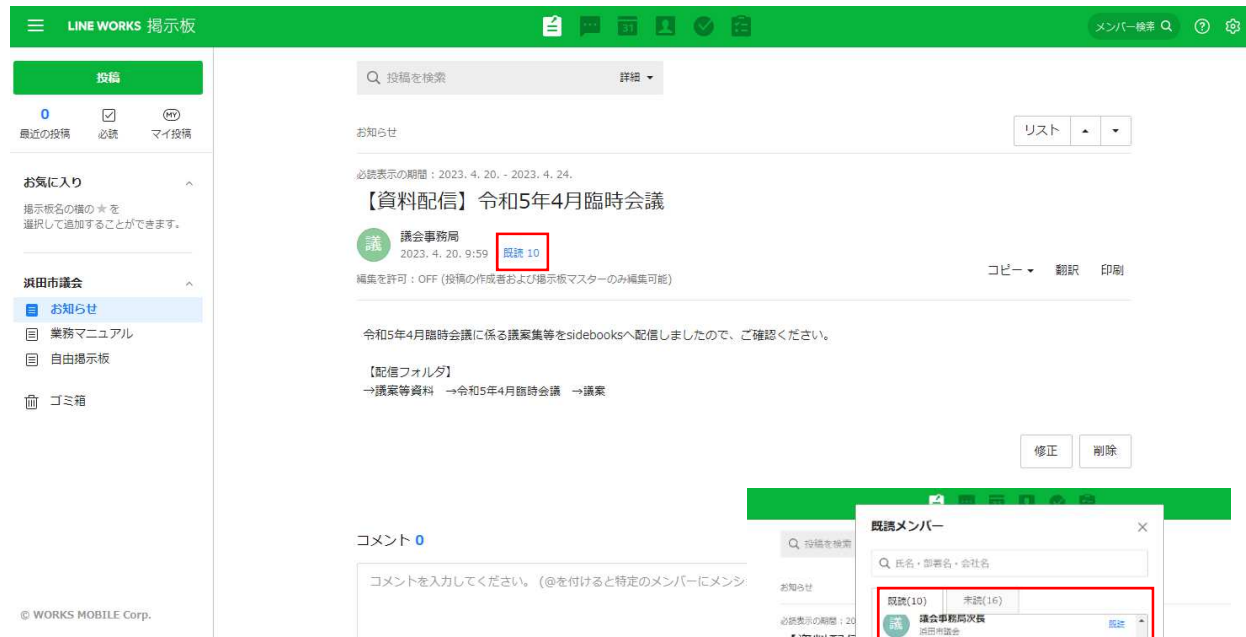 LINE WORKS 掲示板
31
メンバー検索
投稿
投稿を検索
詳細
0
最近の投稿
必読
MY
マイ投稿
お知らせ
リスト
お気に入り
掲示板名の横の★を
選択して追加することができます。
必読表示の期間：2023. 4. 20. - 2023. 4. 24.
【資料配信】令和5年4月臨時会議
議
議会事務局
2023. 4. 20. 9:59 既読 10
編集を許可：OFF (投稿の作成者および掲示板マスターのみ編集可能)
コピー 翻訳 印刷
浜田市議会
お知らせ
業務マニュアル
自由掲示板
ゴミ箱
令和5年4月臨時会議に係る議案集等をsidebooksへ配信しましたので、ご確認ください。
【配信フォルダ】
→議案等資料 →令和5年4月臨時会議 →議案
修正 削除
コメント 0
コメントを入力してください。 (@を付けると特定のメンバーにメンシ
© WORKS MOBILE Corp.
既読メンバー
投稿を検索
氏名・部署名・会社名
お知らせ
既読(10) 未読(16)
必読表示の期間：20
議
議会事務局次長
浜田市議会
既読